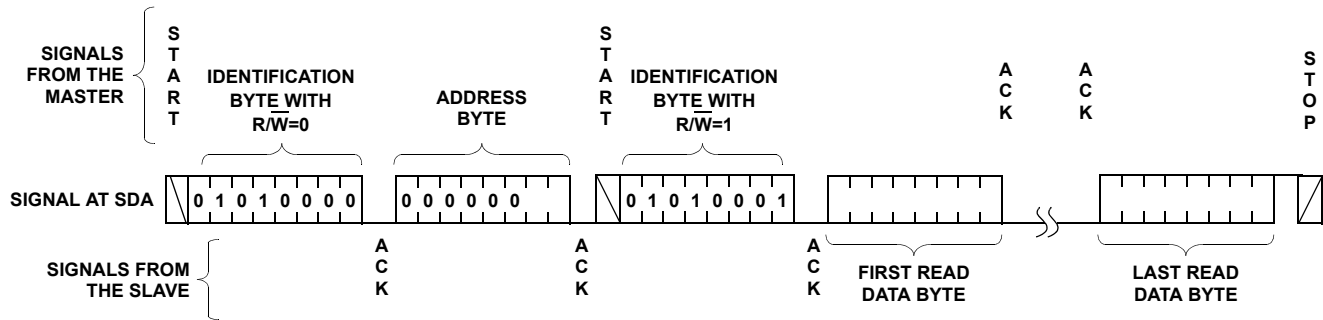 SIGNALS
FROM THE
MASTER
START
IDENTIFICATION
BYTE WITH
R/W̅=0
ADDRESS
BYTE
START
IDENTIFICATION
BYTE WITH
R/W̅=1
ACK
ACK
STOP
SIGNAL AT SDA
0 1 0 1 0 0 0 0
0 0 0 0 0 0
0 1 0 1 0 0 0 1
SIGNALS FROM
THE SLAVE
ACK
ACK
ACK
FIRST READ
DATA BYTE
LAST READ
DATA BYTE